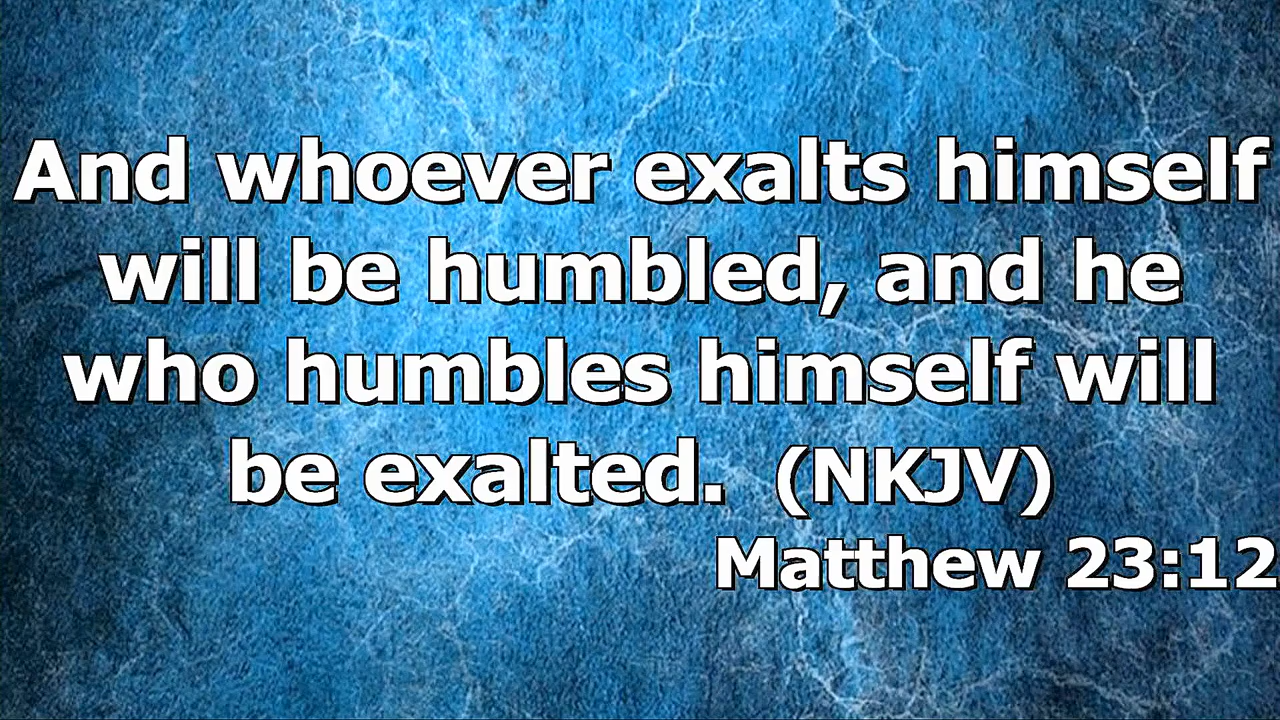 And whoever exalts himself
will be humbled, and he
who humbles himself will
be exalted. (NKJV)
Matthew 23:12